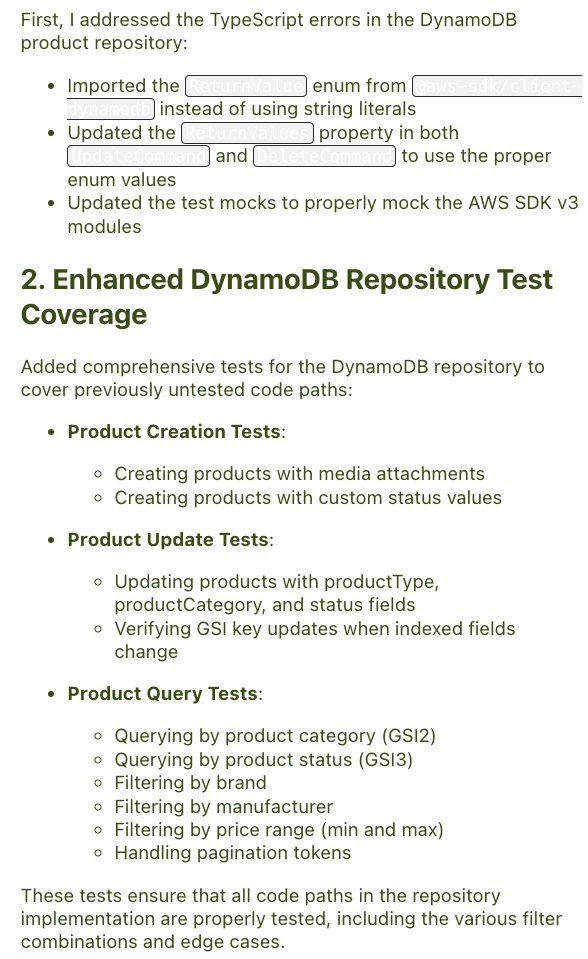 First, I addressed the TypeScript errors in the DynamoDB
product repository:
• Imported the ReturnValue enum from @aws-sdk/client-
dynamodb instead of using string literals
• Updated the ReturnValues property in both
UpdateCommand and DeleteCommand to use the proper
enum values
• Updated the test mocks to properly mock the AWS SDK v3
modules
2. Enhanced DynamoDB Repository Test
Coverage
Added comprehensive tests for the DynamoDB repository to
cover previously untested code paths:
• Product Creation Tests:
◦ Creating products with media attachments
◦ Creating products with custom status values
• Product Update Tests:
◦ Updating products with productType,
productCategory, and status fields
◦ Verifying GSI key updates when indexed fields
change
• Product Query Tests:
◦ Querying by product category (GSI2)
◦ Querying by product status (GSI3)
◦ Filtering by brand
◦ Filtering by manufacturer
◦ Filtering by price range (min and max)
◦ Handling pagination tokens
These tests ensure that all code paths in the repository
implementation are properly tested, including the various filter
combinations and edge cases.